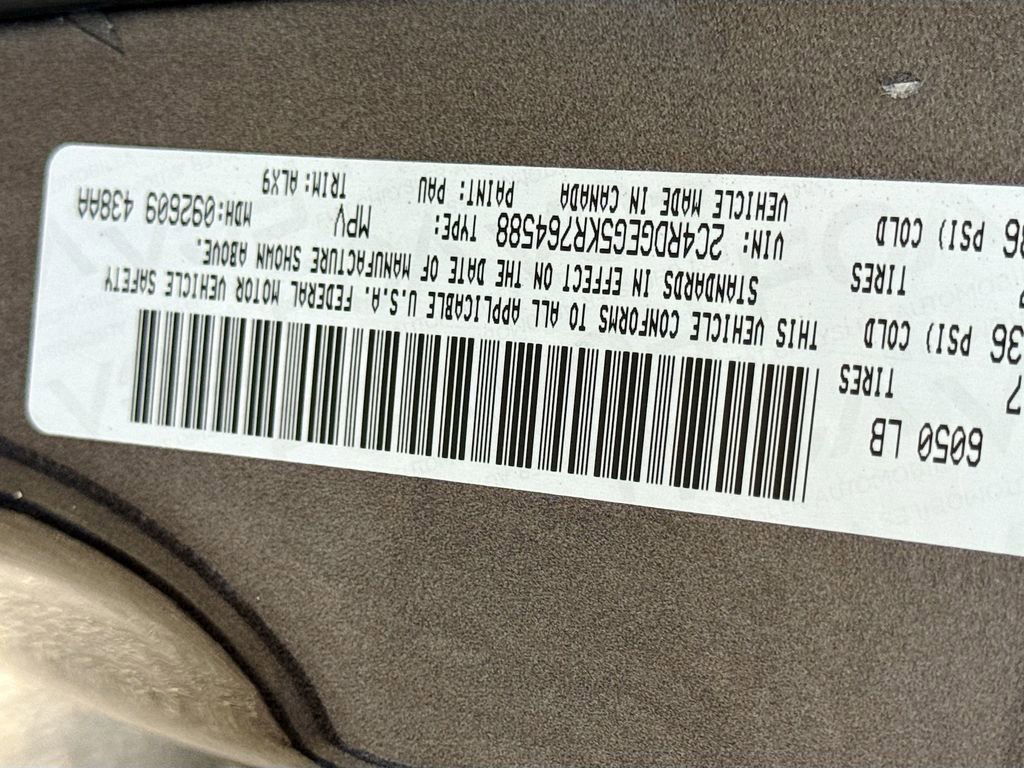 6050 LB
TIRES
36 PSI) COLD
TIRES
36 PSI) COLD
THIS VEHICLE CONFORMS TO ALL APPLICABLE U.S.A. FEDERAL MOTOR VEHICLE SAFETY
STANDARDS IN EFFECT ON THE DATE OF MANUFACTURE SHOWN ABOVE.
VIN: 2C4RDGEG5KR764588 TYPE: MPV MDH:092609 438AA
VEHICLE MADE IN CANADA PAINT: PAU TRIM: ALX9